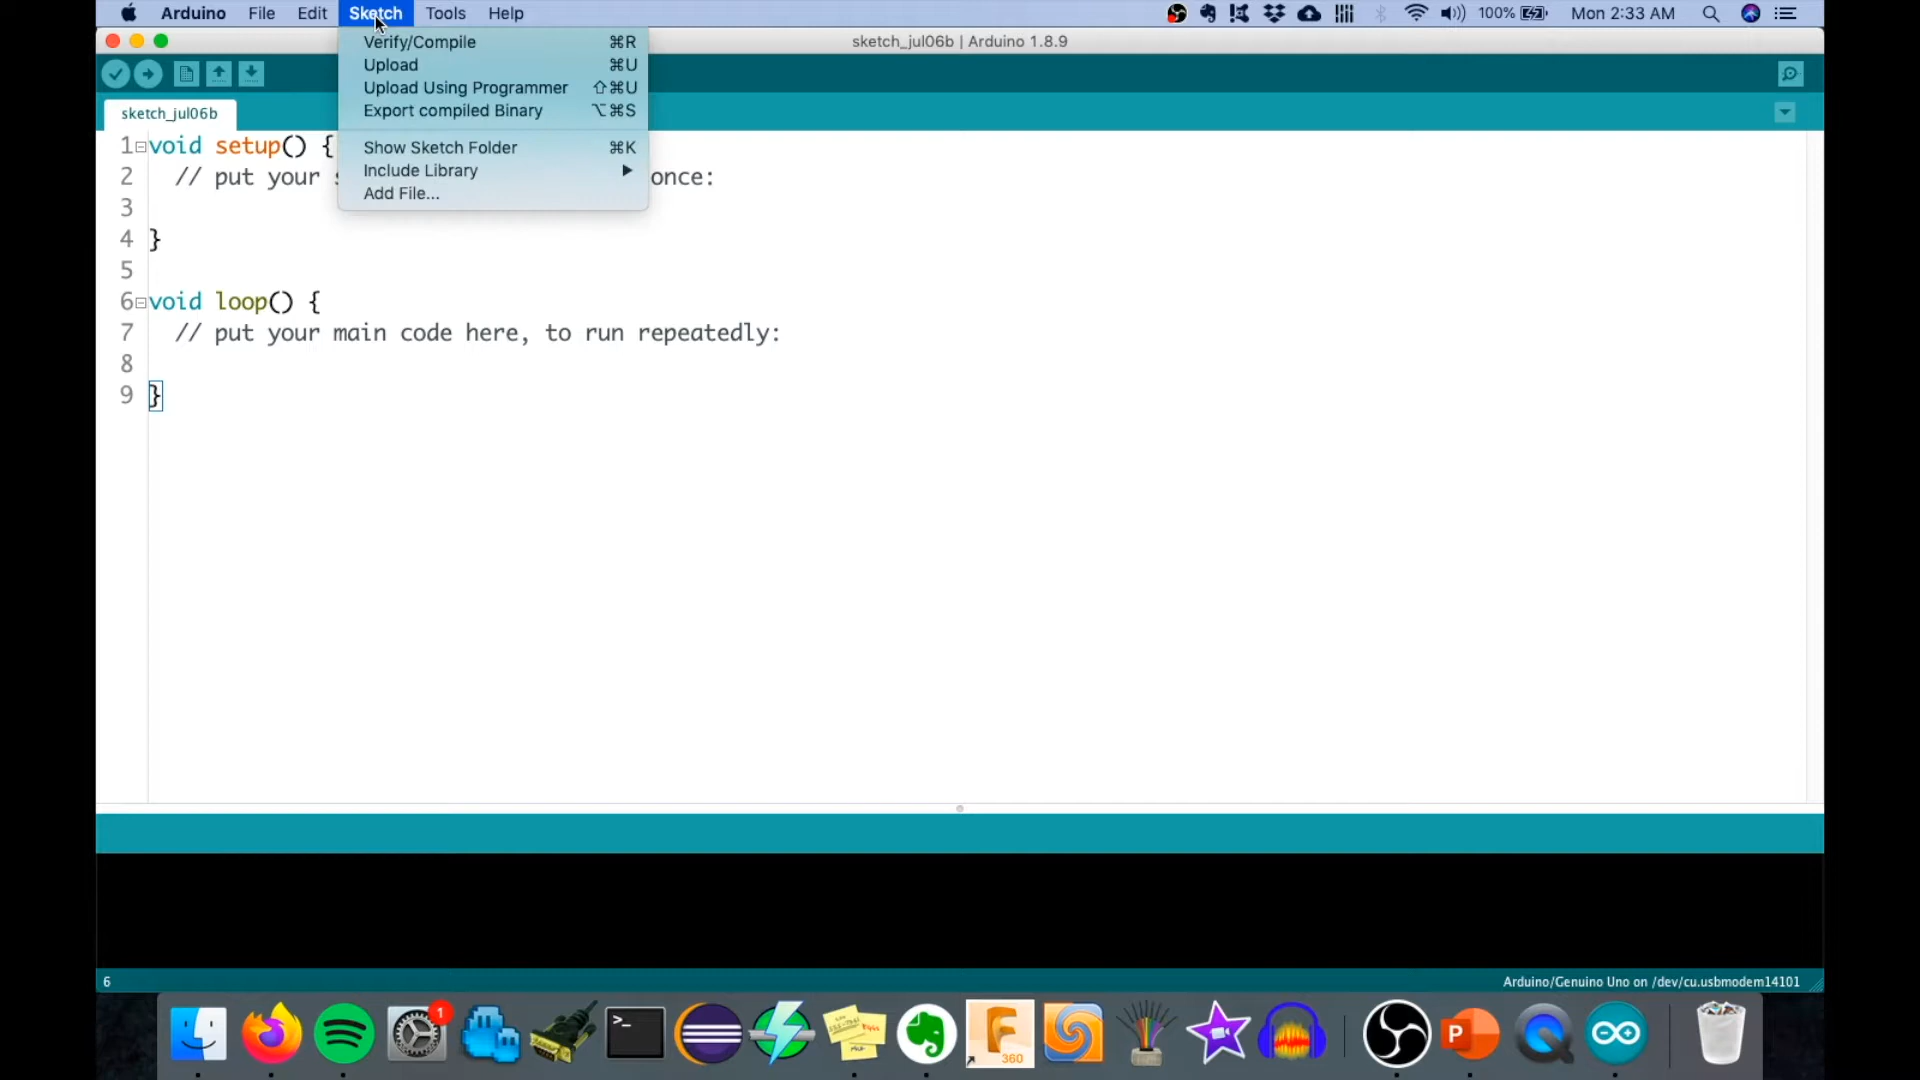 Arduino File Edit Sketch Tools Help 100% Mon 2:33 AM
sketch_jul06b | Arduino 1.8.9
Verify/Compile ⌘R
Upload ⌘U
Upload Using Programmer ⇧⌘U
Export compiled Binary ⌥⌘S
Show Sketch Folder ⌘K
Include Library ▶
Add File...
sketch_jul06b
1 void setup() {
2 // put your once:
3
4 }
5
6 void loop() {
7 // put your main code here, to run repeatedly:
8
9 }
6 Arduino/Genuino Uno on /dev/cu.usbmodem14101
1
>_
F
360
P